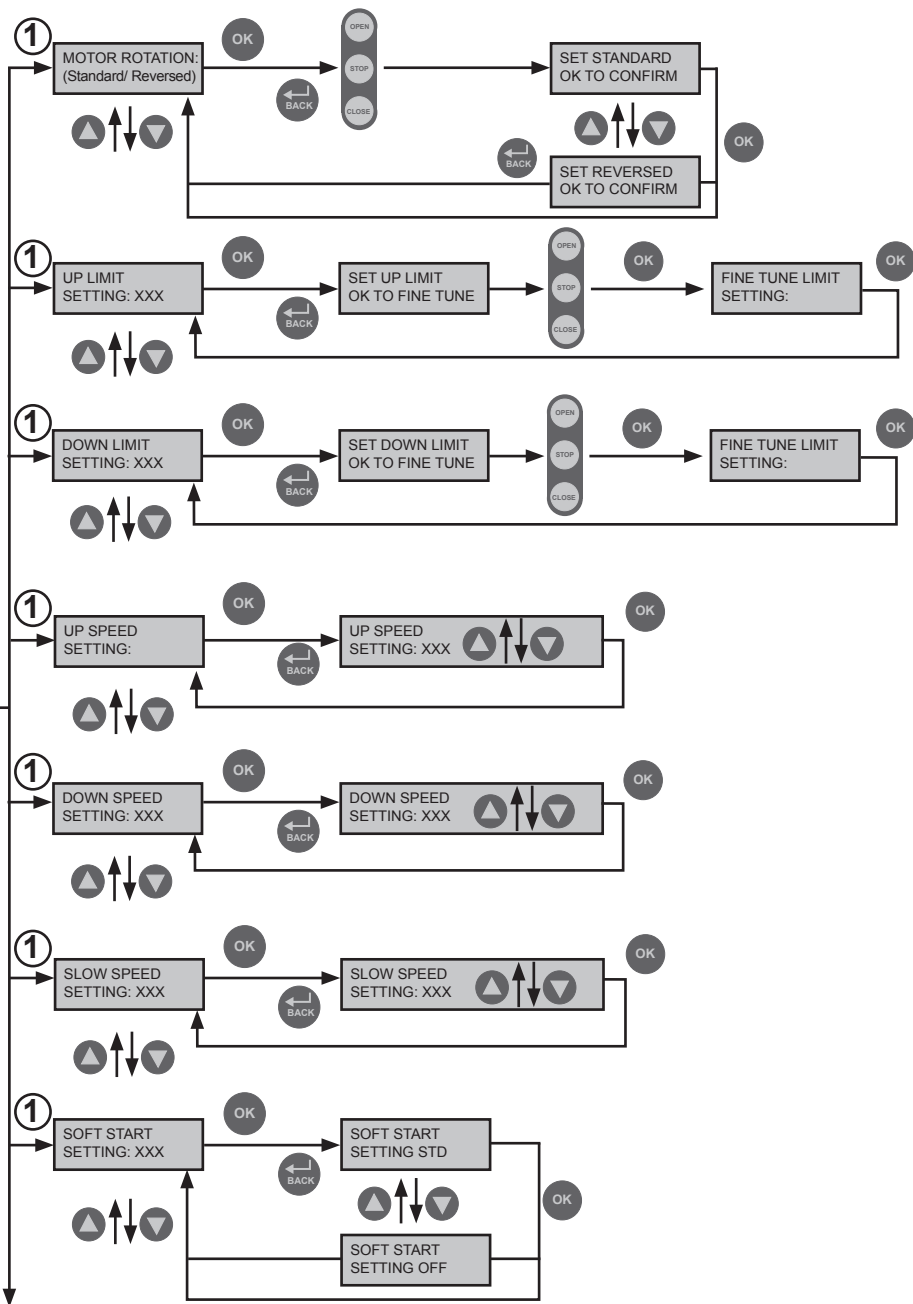 1
MOTOR ROTATION:
(Standard/ Reversed)
OK
BACK
OPEN
STOP
CLOSE
SET STANDARD
OK TO CONFIRM
BACK
SET REVERSED
OK TO CONFIRM
OK
1
UP LIMIT
SETTING: XXX
OK
BACK
SET UP LIMIT
OK TO FINE TUNE
OPEN
STOP
CLOSE
OK
FINE TUNE LIMIT
SETTING:
OK
1
DOWN LIMIT
SETTING: XXX
OK
BACK
SET DOWN LIMIT
OK TO FINE TUNE
OPEN
STOP
CLOSE
OK
FINE TUNE LIMIT
SETTING:
OK
1
UP SPEED
SETTING:
OK
BACK
UP SPEED
SETTING: XXX
OK
1
DOWN SPEED
SETTING: XXX
OK
BACK
DOWN SPEED
SETTING: XXX
OK
1
SLOW SPEED
SETTING: XXX
OK
BACK
SLOW SPEED
SETTING: XXX
OK
1
SOFT START
SETTING: XXX
OK
BACK
SOFT START
SETTING STD
OK
SOFT START
SETTING OFF